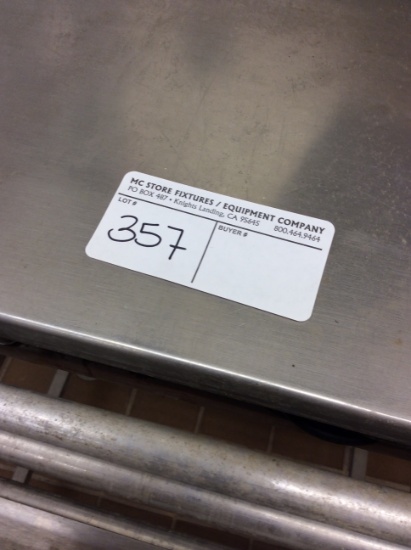 MC STORE FIXTURES / EQUIPMENT COMPANY
PO BOX 487 • Knights Landing, CA 95645 800.464.9464
LOT # BUYER #
357